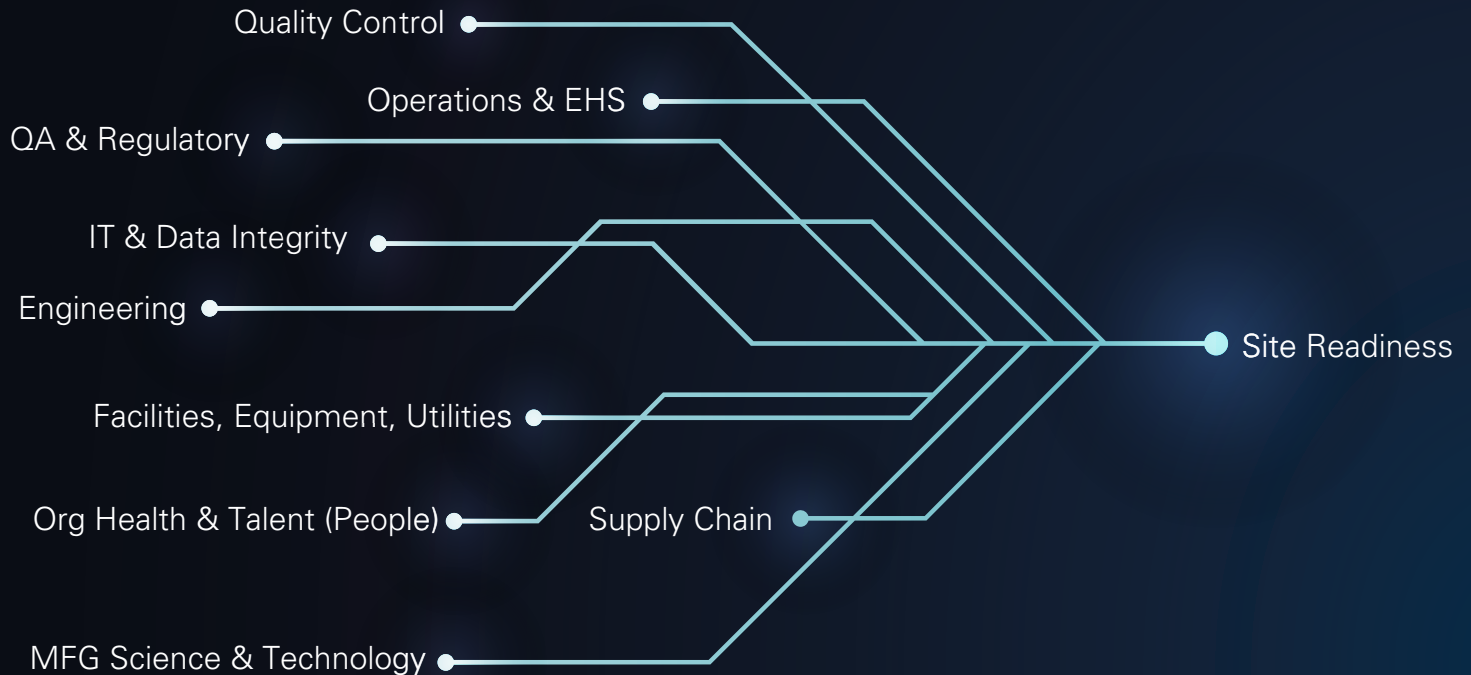 Quality Control
Operations & EHS
QA & Regulatory
IT & Data Integrity
Engineering
Site Readiness
Facilities, Equipment, Utilities
Org Health & Talent (People)
Supply Chain
MFG Science & Technology